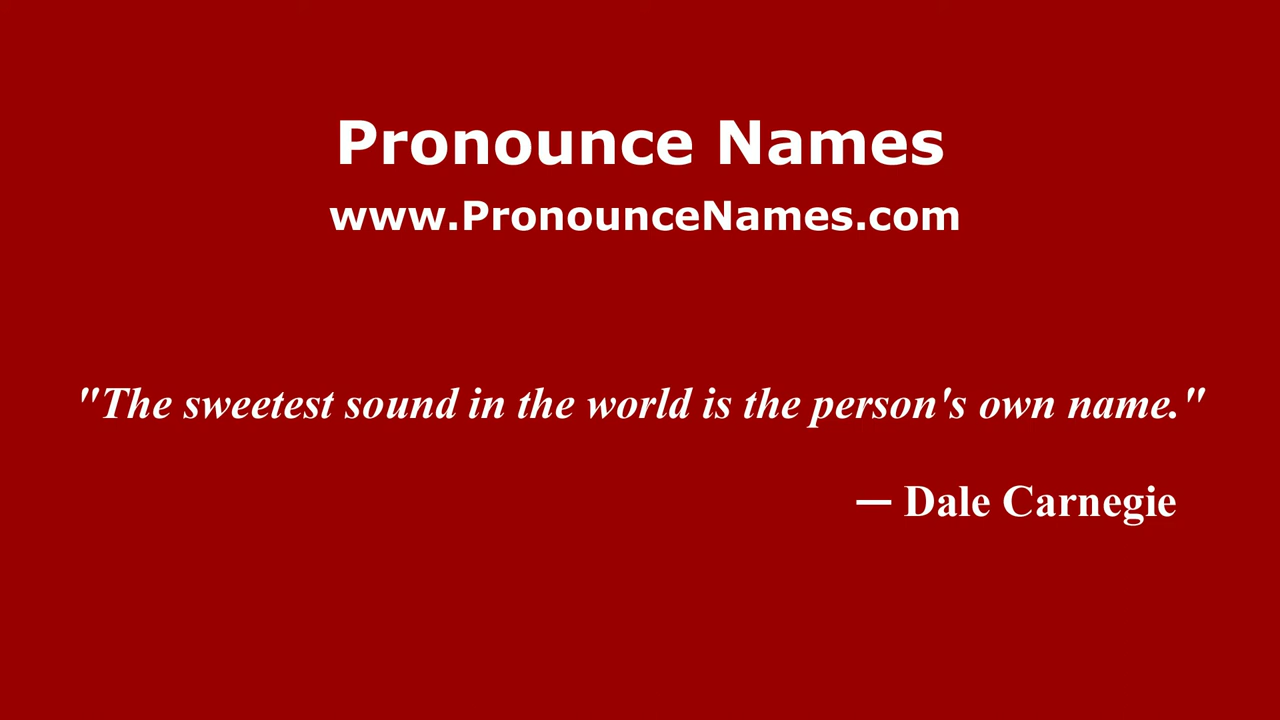 Pronounce Names
www.PronounceNames.com
"The sweetest sound in the world is the person's own name."
— Dale Carnegie